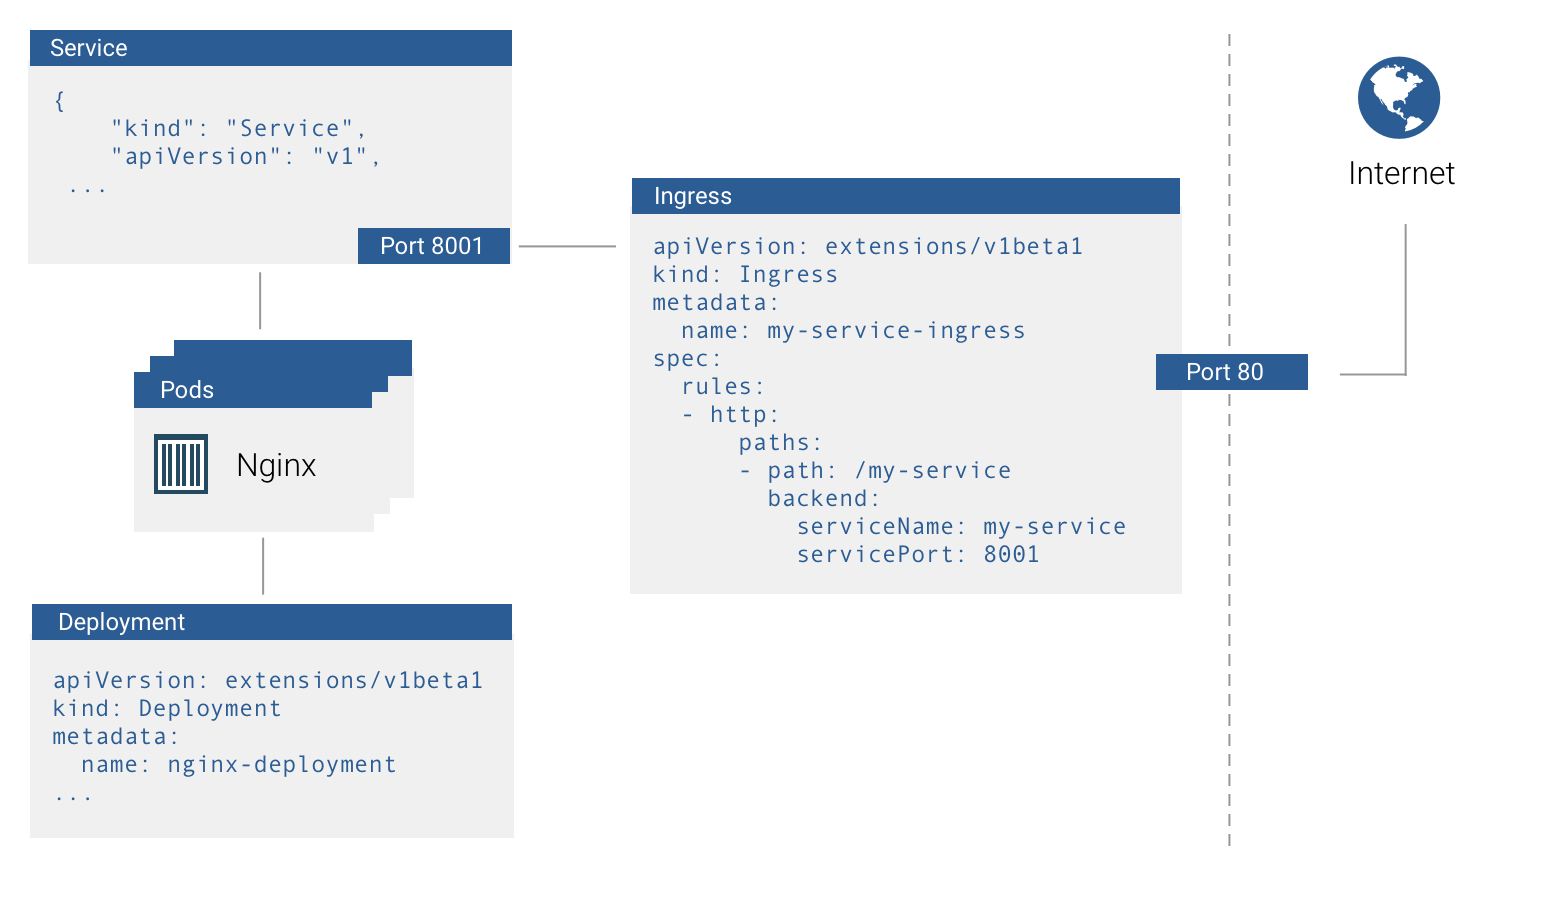 Service
{
    "kind": "Service",
    "apiVersion": "v1",
 ...
Port 8001
Pods
Nginx
Deployment
apiVersion: extensions/v1beta1
kind: Deployment
metadata:
  name: nginx-deployment
...
Ingress
apiVersion: extensions/v1beta1
kind: Ingress
metadata:
  name: my-service-ingress
spec:
  rules:
  - http:
      paths:
      - path: /my-service
        backend:
          serviceName: my-service
          servicePort: 8001
Port 80
Internet